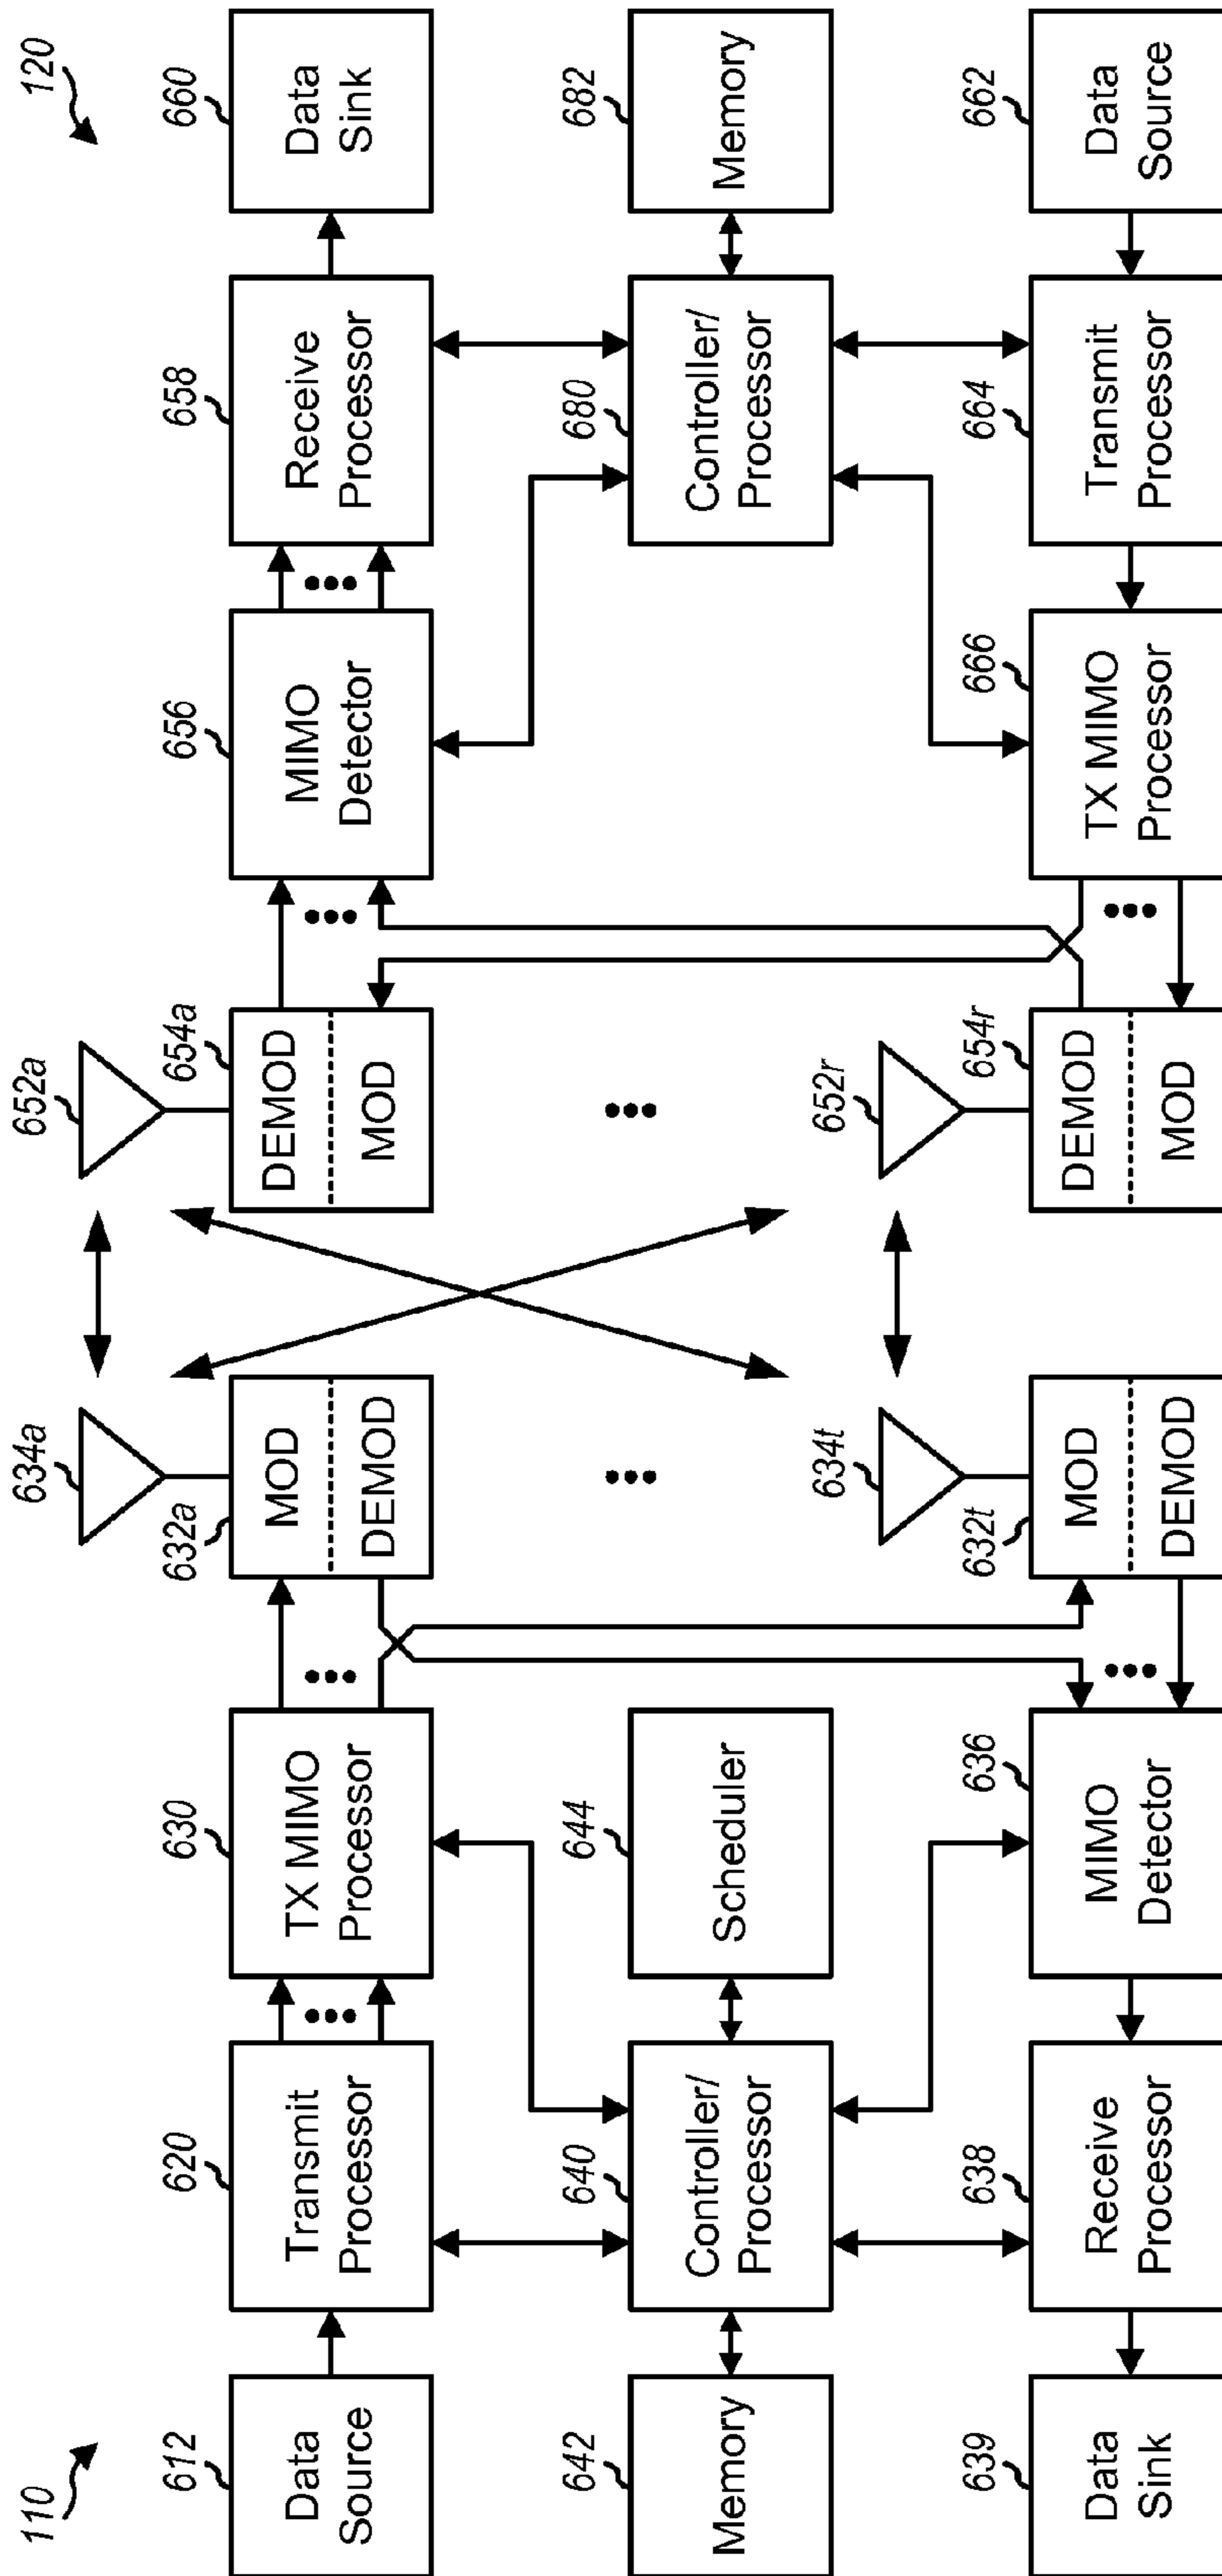 110
120
612
Data
Source
620
Transmit
Processor
630
TX MIMO
Processor
634a
632a
MOD
DEMOD
652a
654a
DEMOD
MOD
656
MIMO
Detector
658
Receive
Processor
660
Data
Sink
642
Memory
640
Controller/
Processor
644
Scheduler
680
Controller/
Processor
682
Memory
639
Data
Sink
638
Receive
Processor
636
MIMO
Detector
634t
632t
MOD
DEMOD
652r
654r
DEMOD
MOD
666
TX MIMO
Processor
664
Transmit
Processor
662
Data
Source